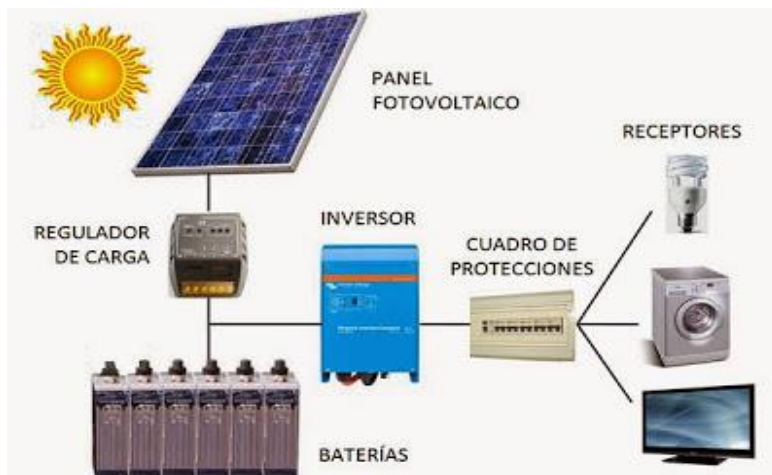 PANEL
FOTOVOLTAICO
RECEPTORES
REGULADOR
DE CARGA
INVERSOR
CUADRO DE
PROTECCIONES
BATERÍAS